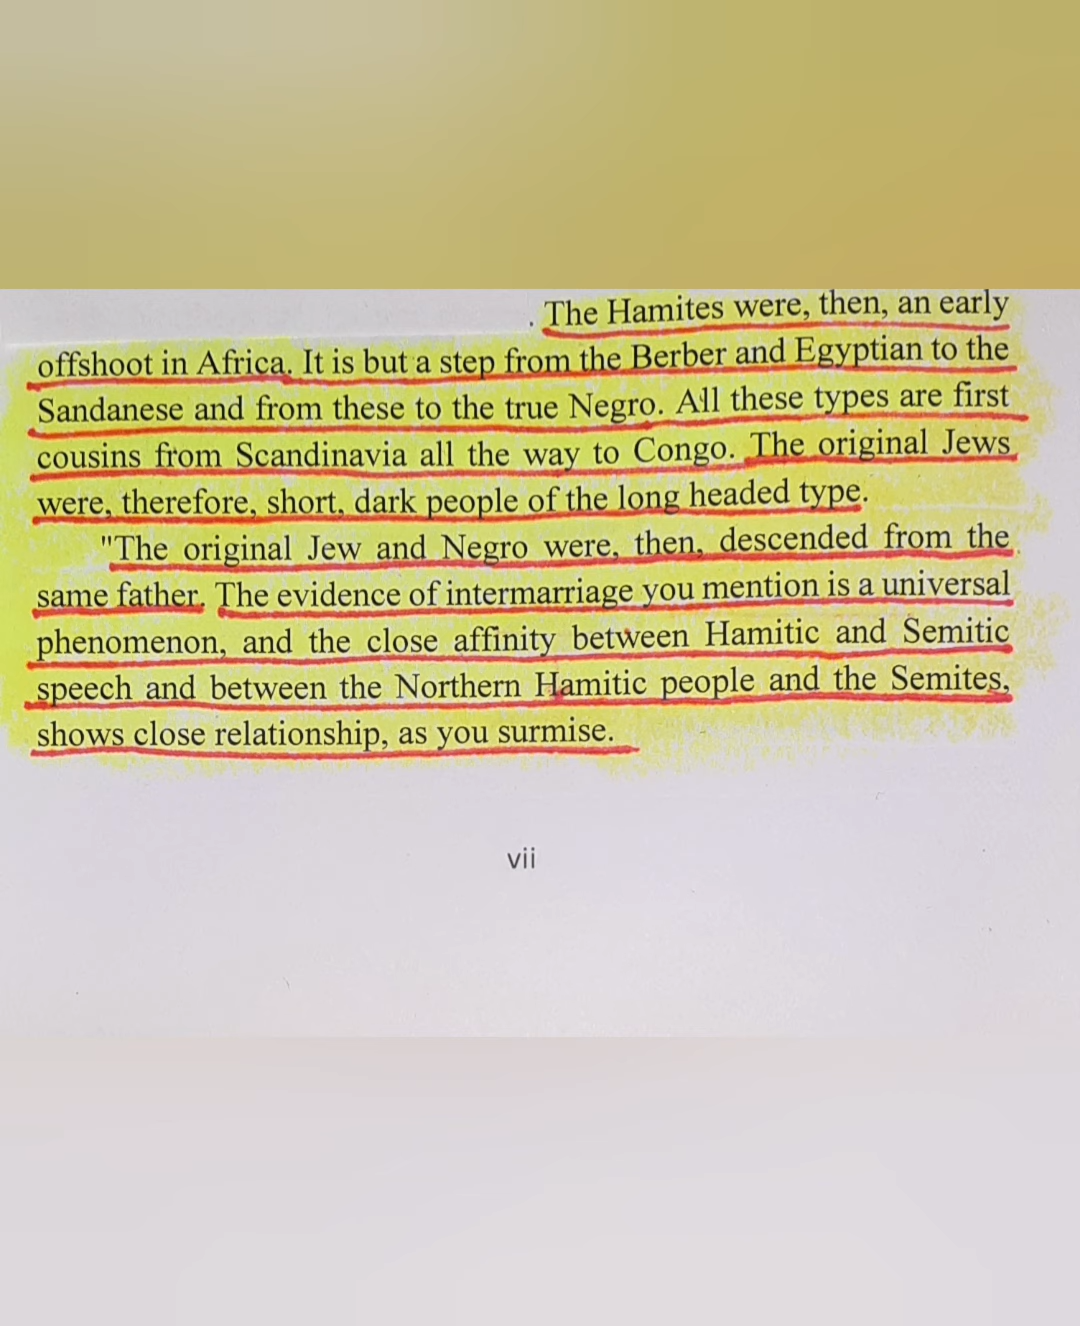 . The Hamites were, then, an early
offshoot in Africa. It is but a step from the Berber and Egyptian to the
Sandanese and from these to the true Negro. All these types are first
cousins from Scandinavia all the way to Congo. The original Jews
were, therefore, short, dark people of the long headed type.
"The original Jew and Negro were, then, descended from the
same father. The evidence of intermarriage you mention is a universal
phenomenon, and the close affinity between Hamitic and Semitic
speech and between the Northern Hamitic people and the Semites,
shows close relationship, as you surmise.
vii